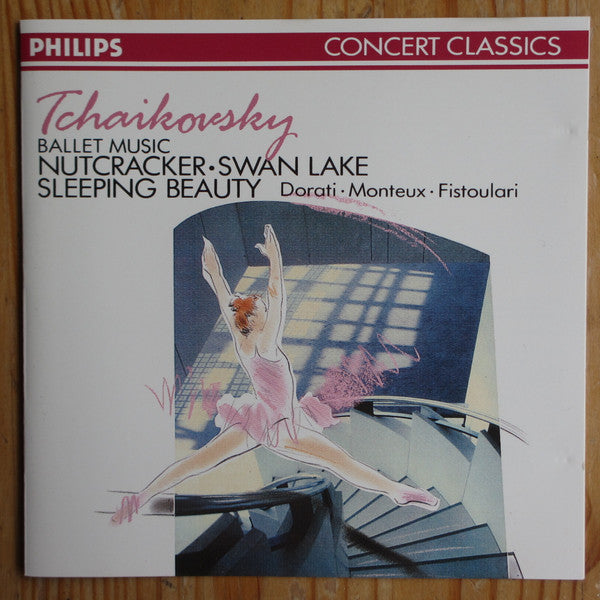 PHILIPS CONCERT CLASSICS
Tchaikovsky
BALLET MUSIC
NUTCRACKER•SWAN LAKE
SLEEPING BEAUTY Dorati · Monteux · Fistoulari